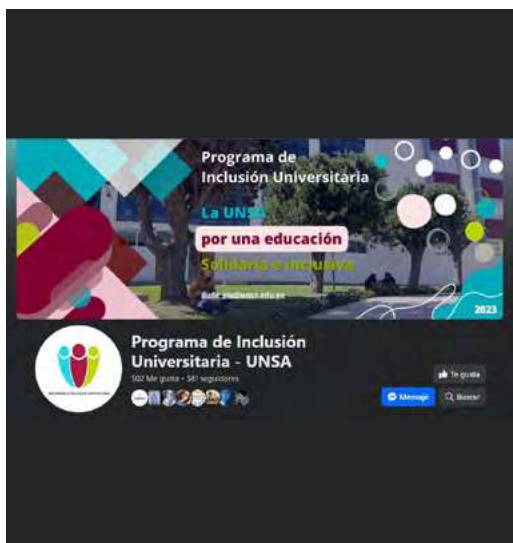 Programa de
Inclusión Universitaria
La UNSA
por una educación
Solidaria e inclusiva
2023
Programa de Inclusión
Universitaria - UNSA
502 Me gusta • 581 seguidores
Te gusta
Mensaje
Buscar